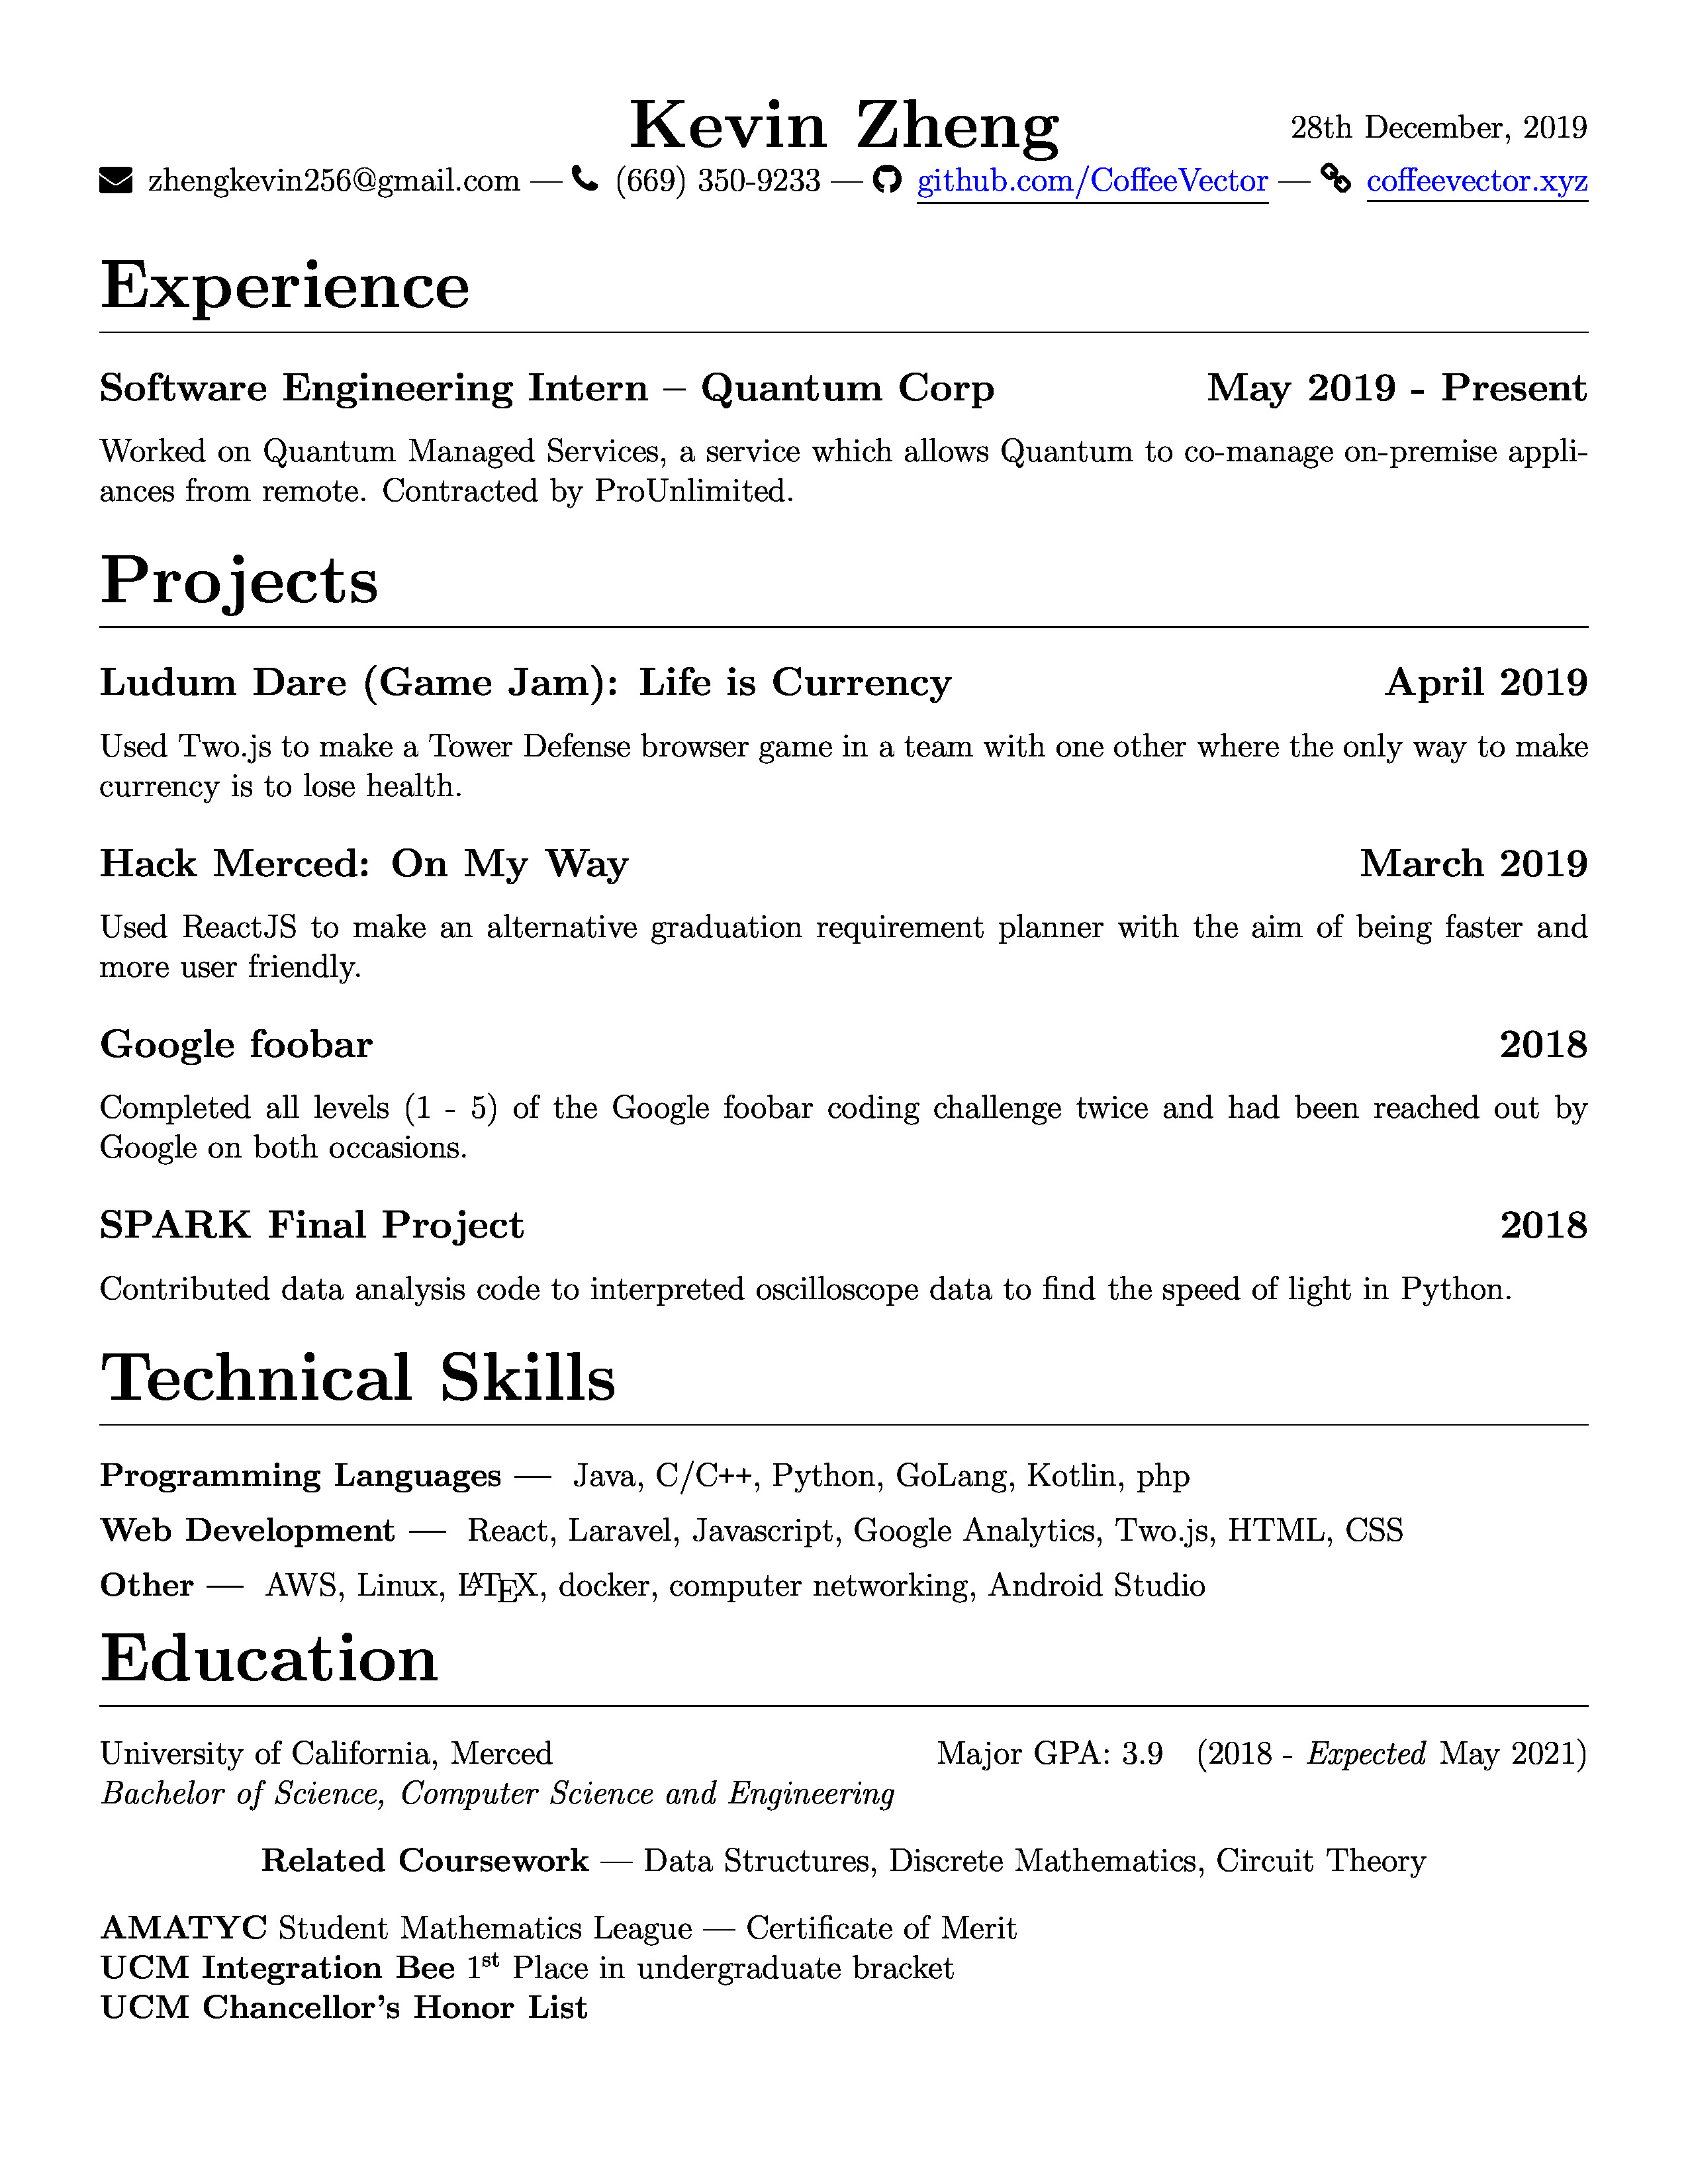 Kevin Zheng 28th December, 2019
zhengkevin256@gmail.com — (669) 350-9233 — github.com/CoffeeVector — coffeevector.xyz
Experience
Software Engineering Intern – Quantum Corp May 2019 - Present
Worked on Quantum Managed Services, a service which allows Quantum to co-manage on-premise appli-
ances from remote. Contracted by ProUnlimited.
Projects
Ludum Dare (Game Jam): Life is Currency April 2019
Used Two.js to make a Tower Defense browser game in a team with one other where the only way to make
currency is to lose health.
Hack Merced: On My Way March 2019
Used ReactJS to make an alternative graduation requirement planner with the aim of being faster and
more user friendly.
Google foobar 2018
Completed all levels (1 - 5) of the Google foobar coding challenge twice and had been reached out by
Google on both occasions.
SPARK Final Project 2018
Contributed data analysis code to interpreted oscilloscope data to find the speed of light in Python.
Technical Skills
Programming Languages — Java, C/C++, Python, GoLang, Kotlin, php
Web Development — React, Laravel, Javascript, Google Analytics, Two.js, HTML, CSS
Other — AWS, Linux, LATEX, docker, computer networking, Android Studio
Education
University of California, Merced Major GPA: 3.9 (2018 - Expected May 2021)
Bachelor of Science, Computer Science and Engineering
Related Coursework — Data Structures, Discrete Mathematics, Circuit Theory
AMATYC Student Mathematics League — Certificate of Merit
UCM Integration Bee 1st Place in undergraduate bracket
UCM Chancellor's Honor List